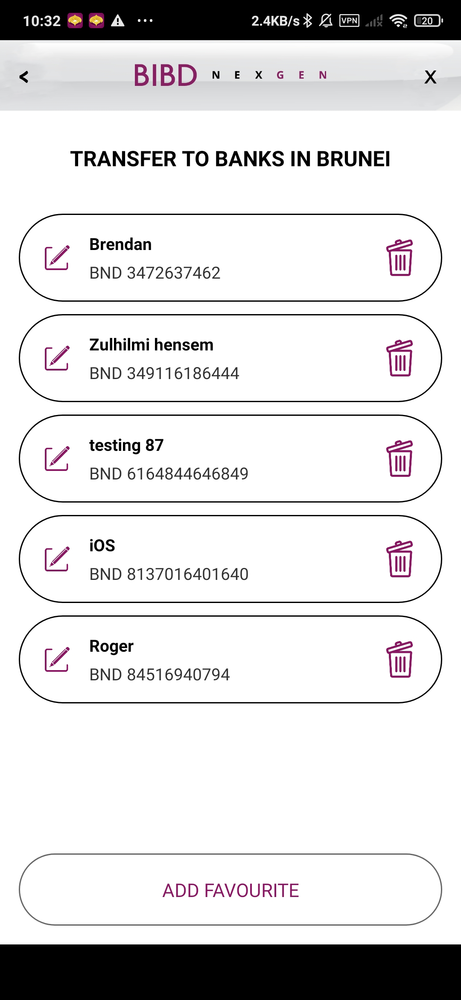 10:32 2.4KB/s VPN 20
< BIBD NEXGEN X
TRANSFER TO BANKS IN BRUNEI
Brendan
BND 3472637462
Zulhilmi hensem
BND 349116186444
testing 87
BND 6164844646849
iOS
BND 8137016401640
Roger
BND 84516940794
ADD FAVOURITE